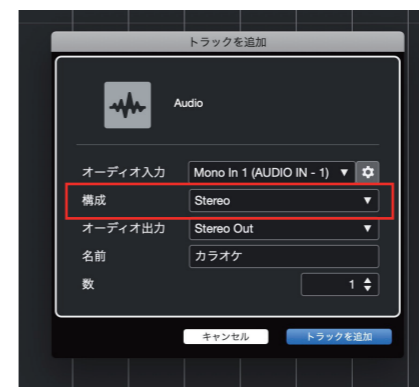 トラックを追加
Audio
オーディオ入力 Mono In 1 (AUDIO IN - 1)
構成 Stereo
オーディオ出力 Stereo Out
名前 カラオケ
数 1
キャンセル トラックを追加